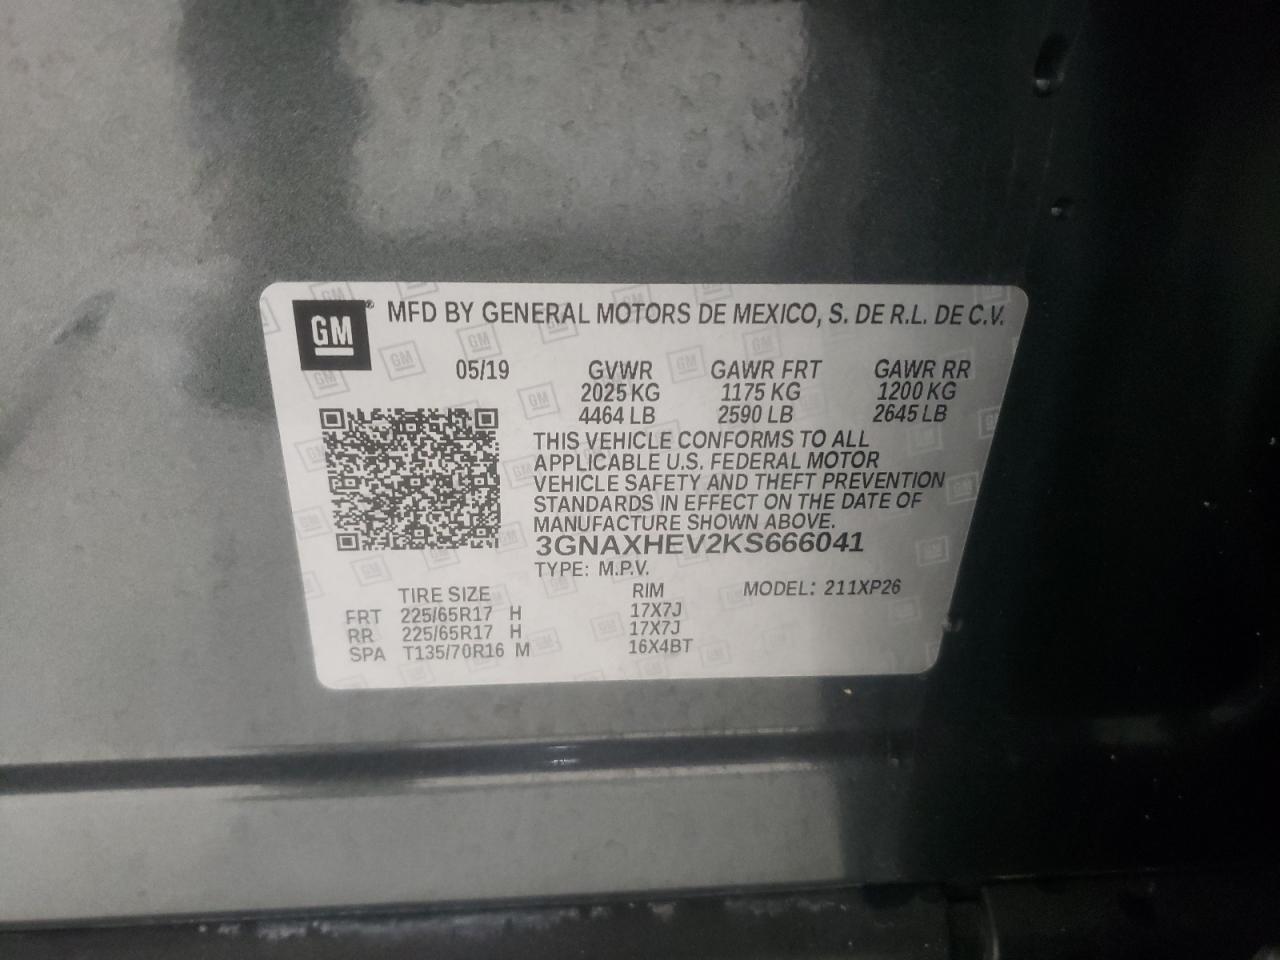 GM
MFD BY GENERAL MOTORS DE MEXICO, S. DE R.L. DE C.V.
05/19 GVWR GAWR FRT GAWR RR
2025 KG 1175 KG 1200 KG
4464 LB 2590 LB 2645 LB
THIS VEHICLE CONFORMS TO ALL
APPLICABLE U.S. FEDERAL MOTOR
VEHICLE SAFETY AND THEFT PREVENTION
STANDARDS IN EFFECT ON THE DATE OF
MANUFACTURE SHOWN ABOVE.
3GNAXHEV2KS666041
TYPE: M.P.V.
TIRE SIZE RIM MODEL: 211XP26
FRT 225/65R17 H 17X7J
RR 225/65R17 H 17X7J
SPA T135/70R16 M 16X4BT